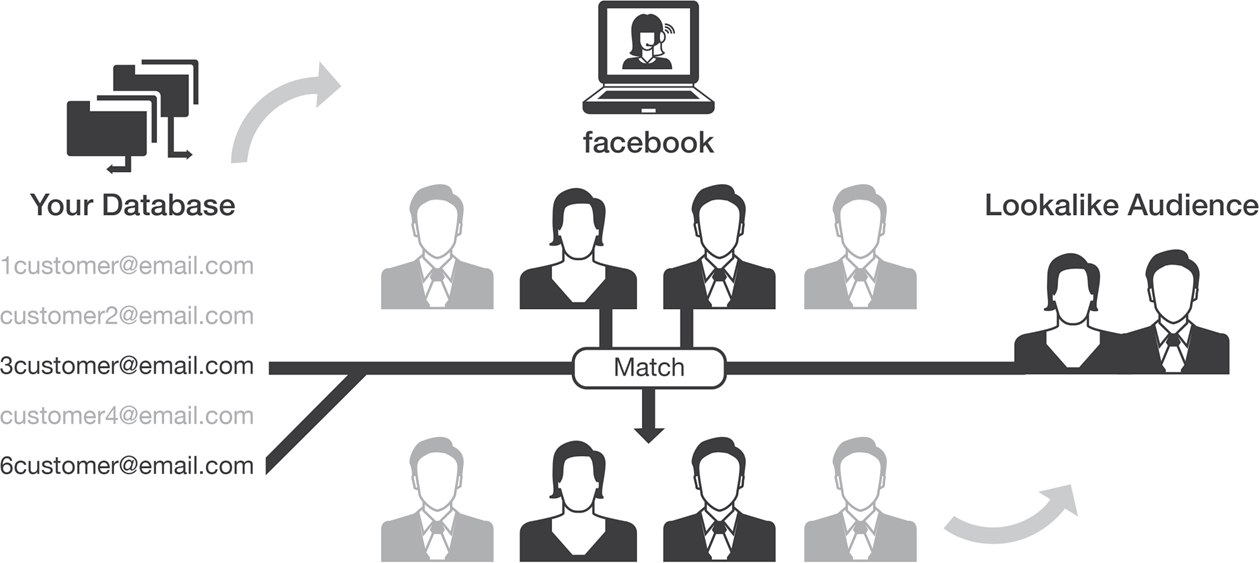 facebook
Your Database
1customer@email.com
customer2@email.com
3customer@email.com
customer4@email.com
6customer@email.com
Match
Lookalike Audience